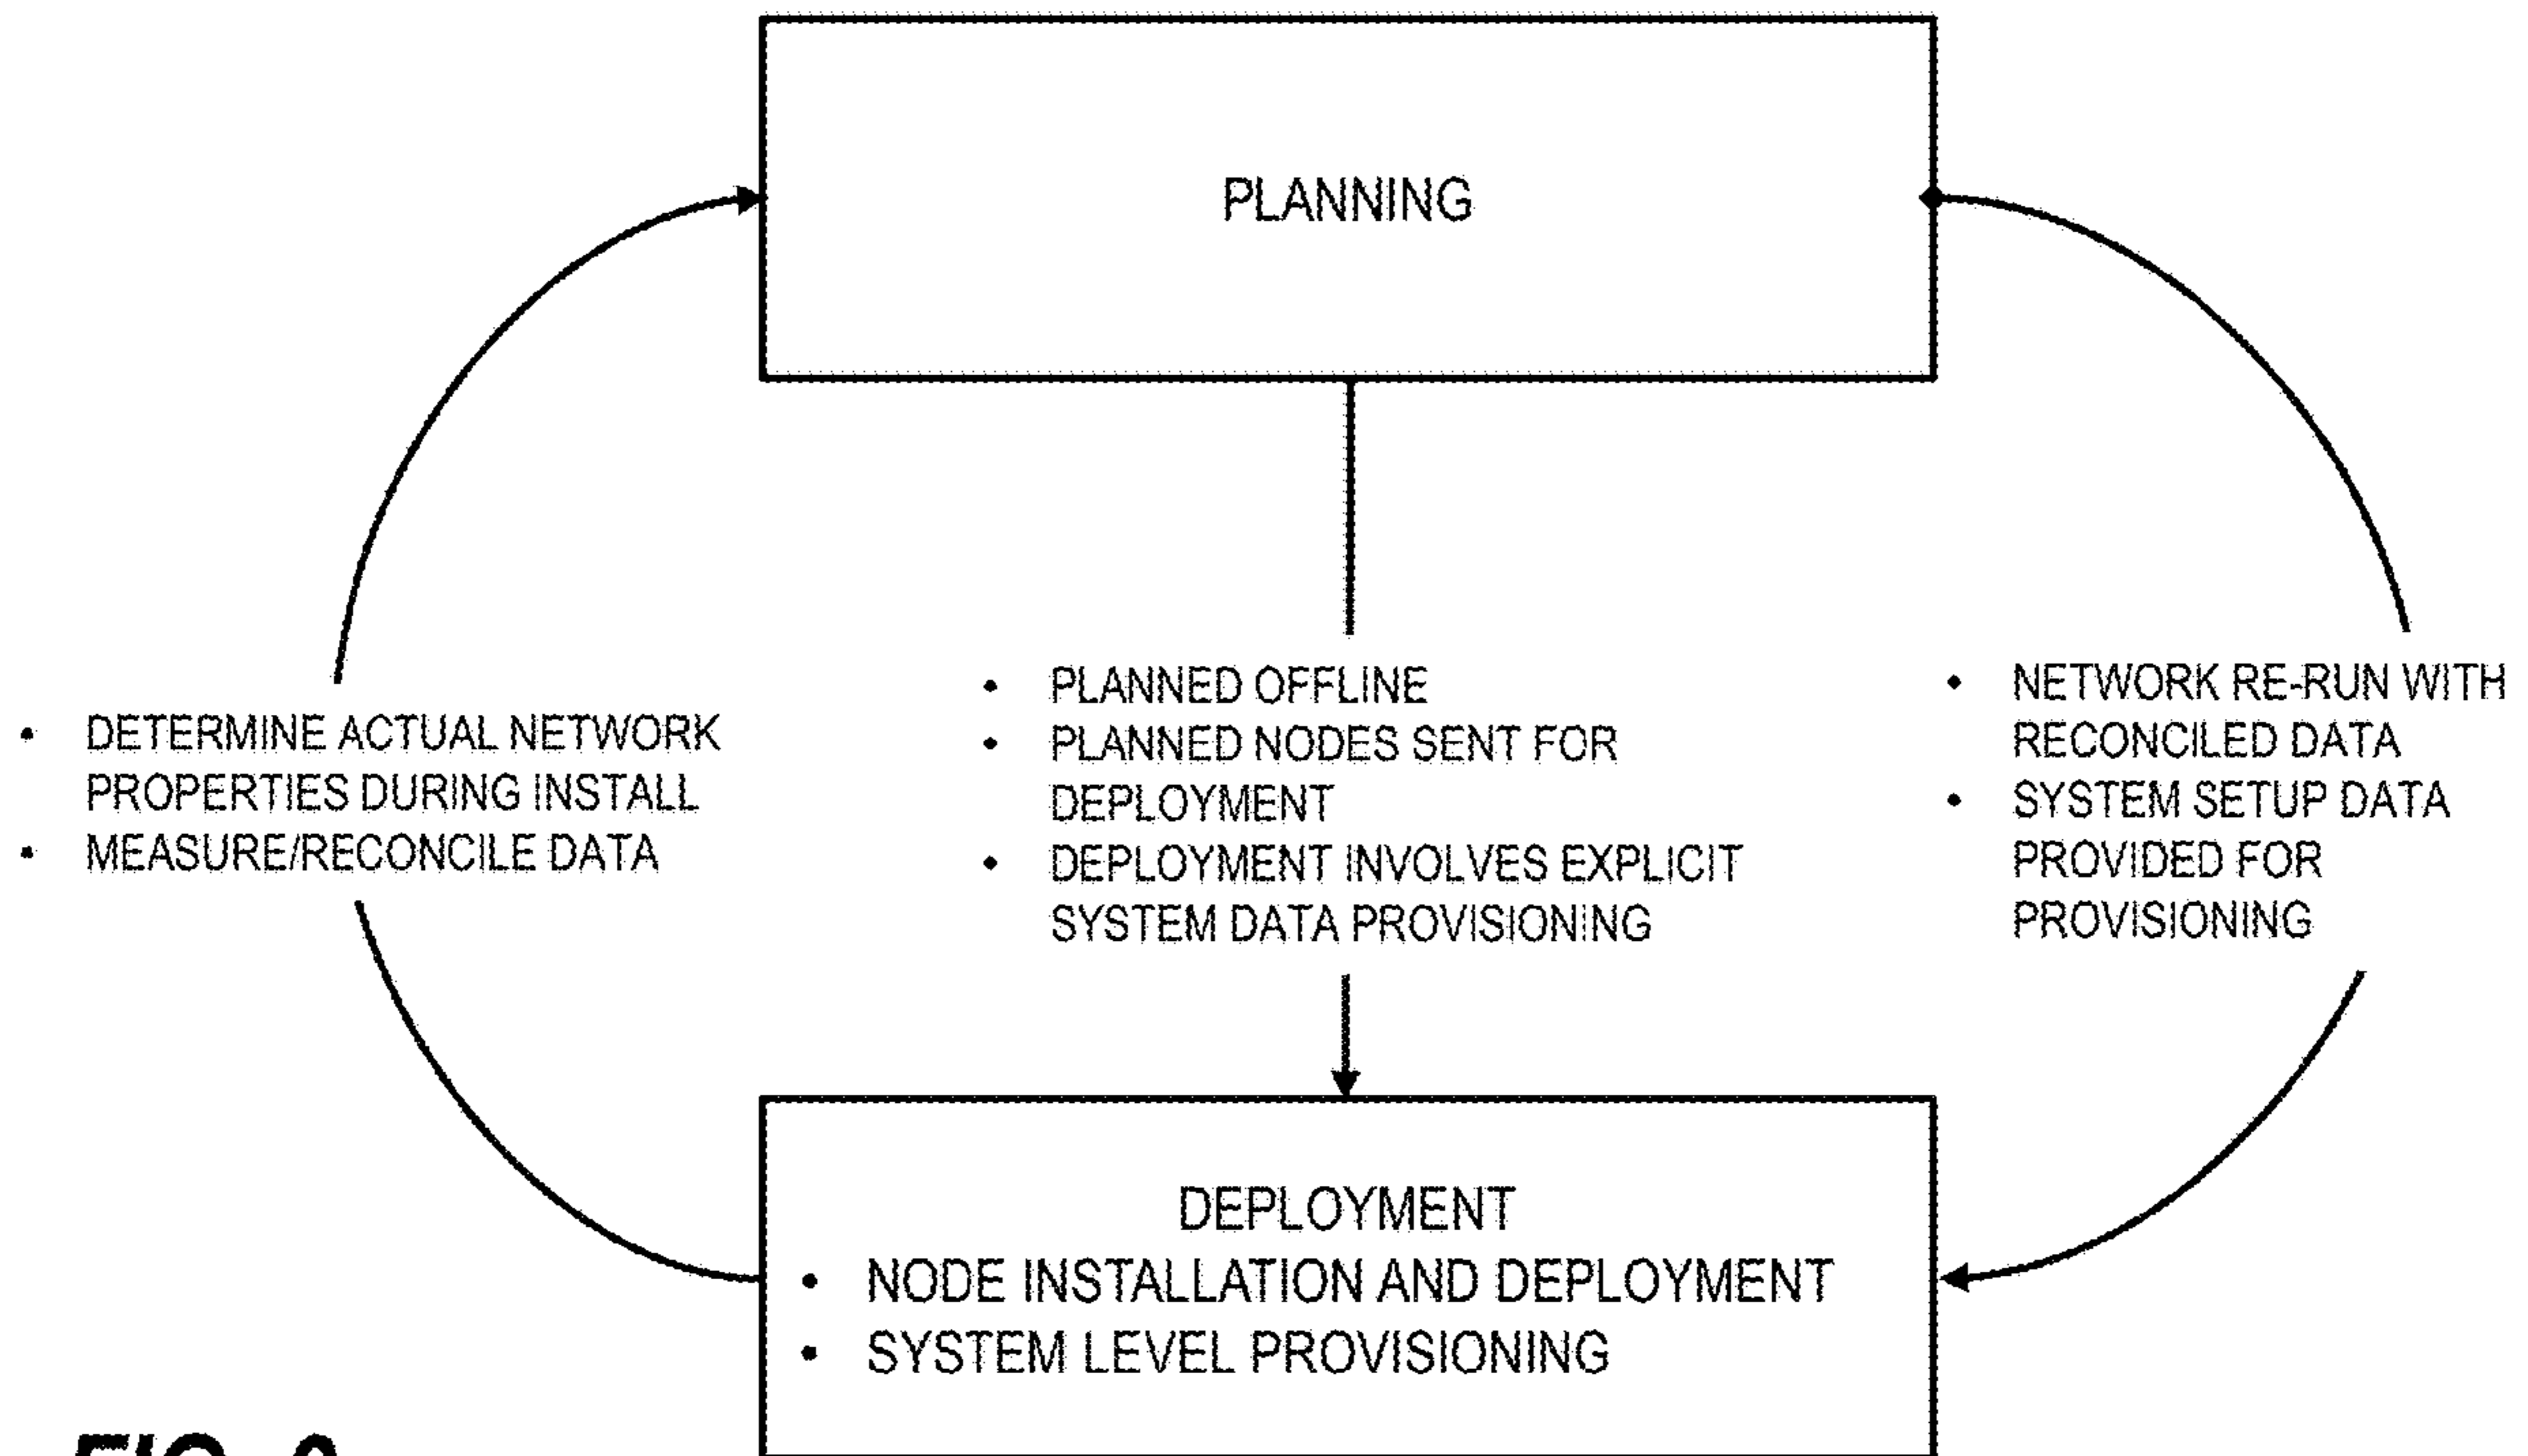 PLANNING
• DETERMINE ACTUAL NETWORK
PROPERTIES DURING INSTALL
• MEASURE/RECONCILE DATA
• PLANNED OFFLINE
• PLANNED NODES SENT FOR
DEPLOYMENT
• DEPLOYMENT INVOLVES EXPLICIT
SYSTEM DATA PROVISIONING
• NETWORK RE-RUN WITH
RECONCILED DATA
• SYSTEM SETUP DATA
PROVIDED FOR
PROVISIONING
DEPLOYMENT
• NODE INSTALLATION AND DEPLOYMENT
• SYSTEM LEVEL PROVISIONING
FIG.